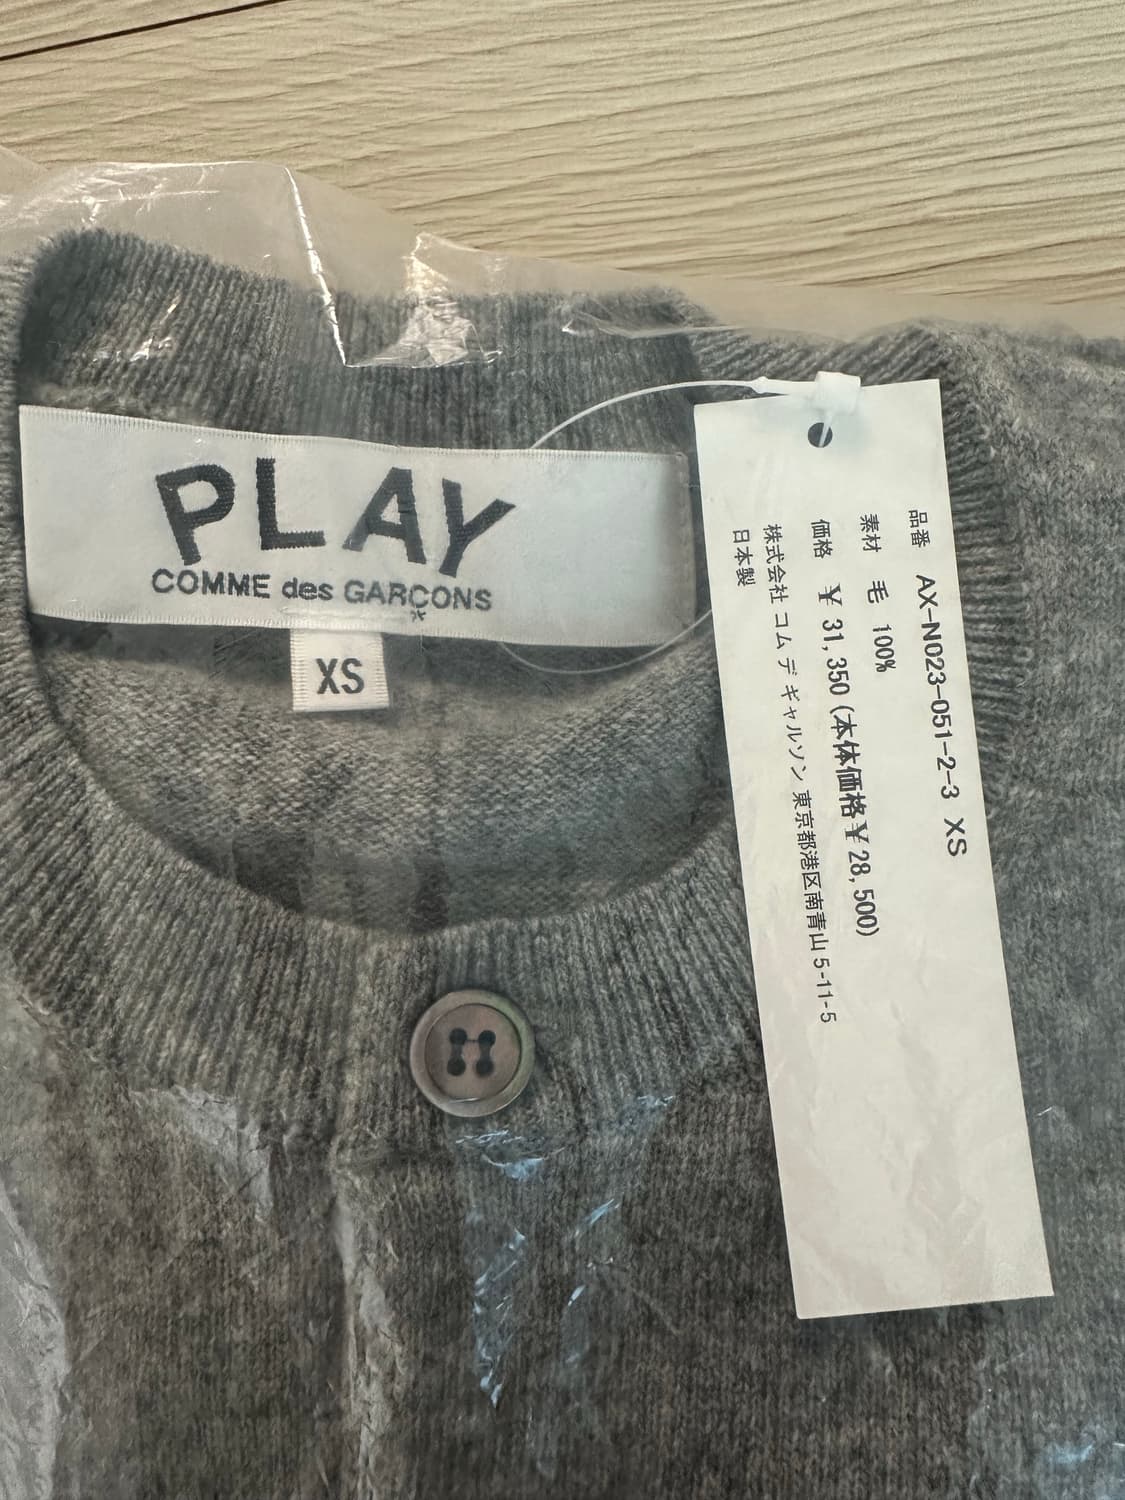 PLAY
COMME des GARÇONS
XS
品番 AX-N023-051-2-3 XS
素材 毛 100%
価格 ¥ 31,350 (本体価格¥28,500)
株式会社 コム デ ギャルソン 東京都港区南青山 5-11-5
日本製